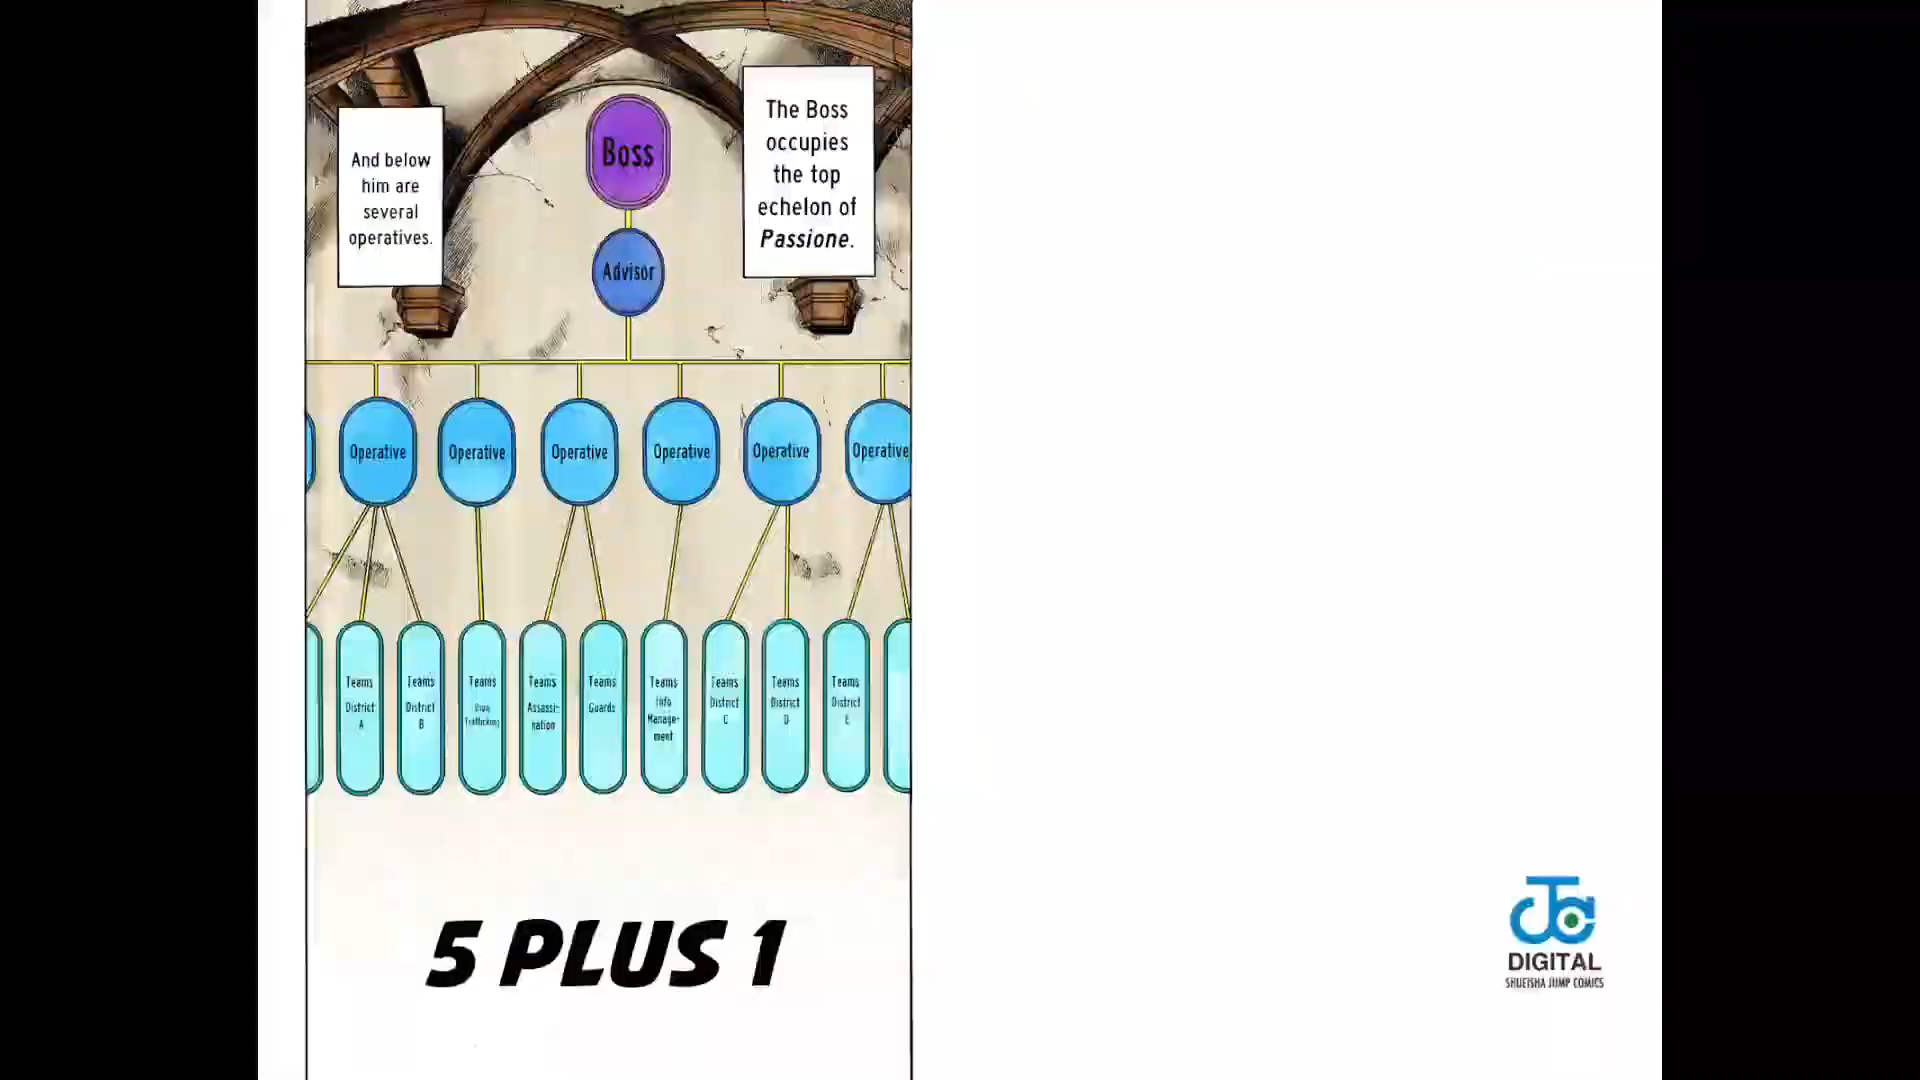 The Boss
occupies
the top
echelon of
Passione.
And below
him are
several
operatives.
Boss
Advisor
Operative
Operative
Operative
Operative
Operative
Operative
Teams
District
A
Teams
District
B
Teams
Drug
Trafficking
Teams
Assassi-
nation
Teams
Guards
Teams
Info
Manage-
ment
Teams
District
C
Teams
District
D
Teams
District
E
5 PLUS 1
DIGITAL
SHUEISHA JUMP COMICS